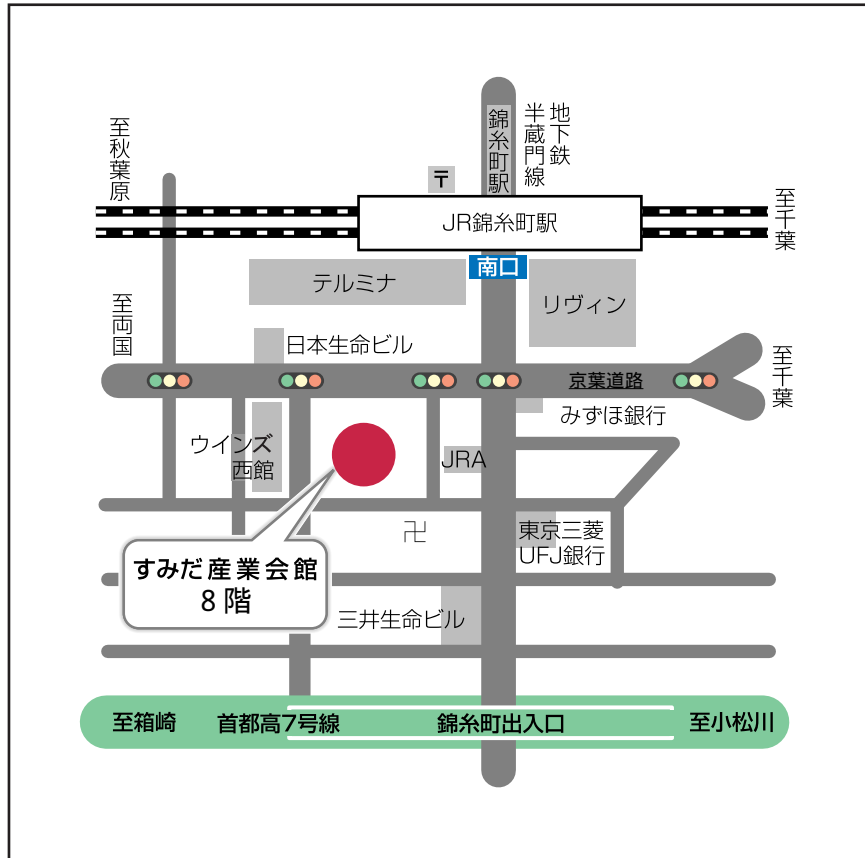 至秋葉原
地下鉄
半蔵門線
錦糸町駅
〒
JR錦糸町駅
至千葉
南口
テルミナ
リヴィン
至両国
日本生命ビル
京葉道路
至千葉
みずほ銀行
ウインズ
西館
JRA
卍
東京三菱
UFJ銀行
すみだ産業会館
8階
三井生命ビル
至箱崎
首都高7号線
錦糸町出入口
至小松川